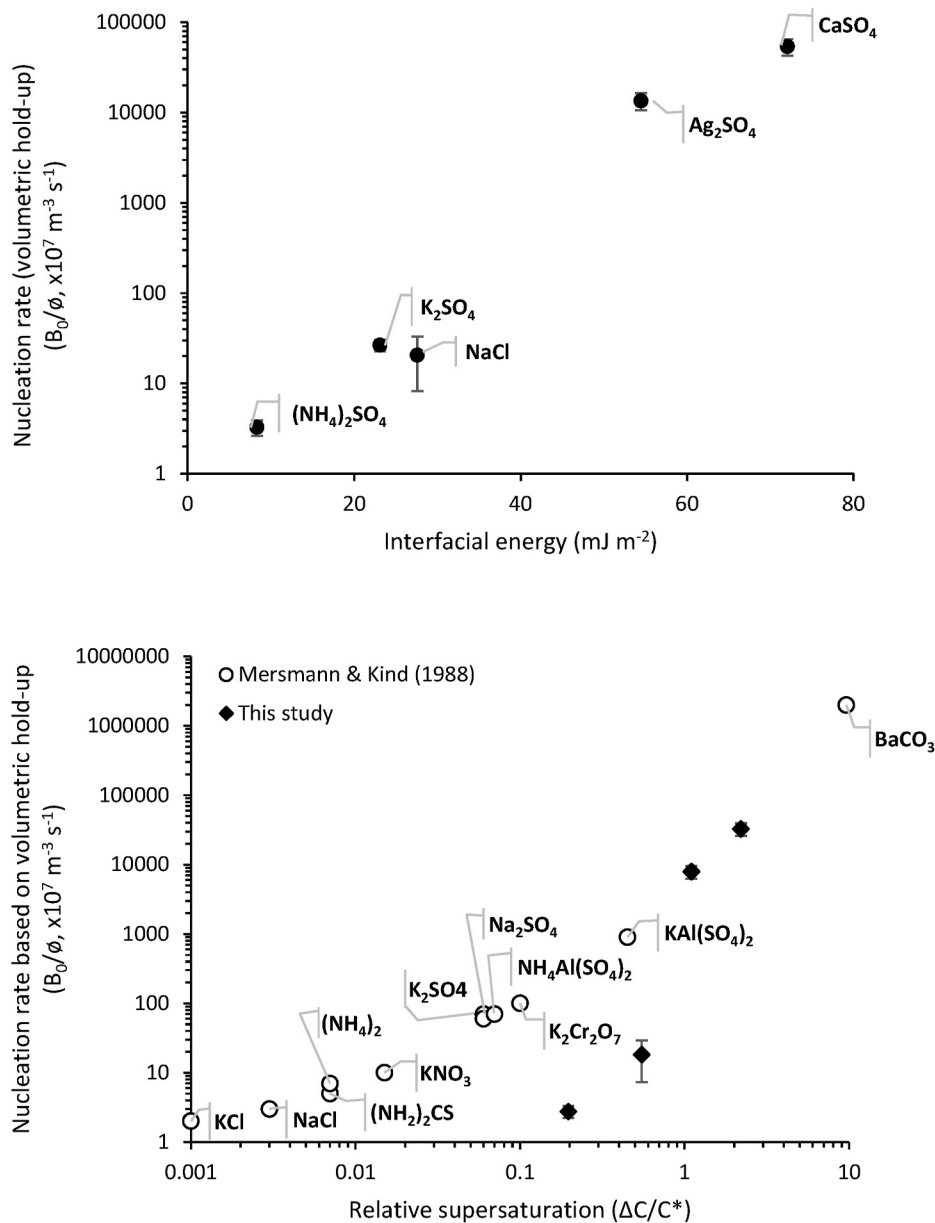 Nucleation rate (volumetric hold-up)
(B₀/ø, x10⁷ m⁻³ s⁻¹)
100000
10000
1000
100
10
1
CaSO₄
Ag₂SO₄
K₂SO₄
NaCl
(NH₄)₂SO₄
0 20 40 60 80
Interfacial energy (mJ m⁻²)
Nucleation rate based on volumetric hold-up
(B₀/ø, x10⁷ m⁻³ s⁻¹)
10000000
1000000
100000
10000
1000
100
10
1
Mersmann & Kind (1988)
This study
BaCO₃
Na₂SO₄
KAl(SO₄)₂
NH₄Al(SO₄)₂
K₂SO4
(NH₄)₂
K₂Cr₂O₇
KNO₃
KCl
NaCl
(NH₂)₂CS
0.001 0.01 0.1 1 10
Relative supersaturation (ΔC/C*)